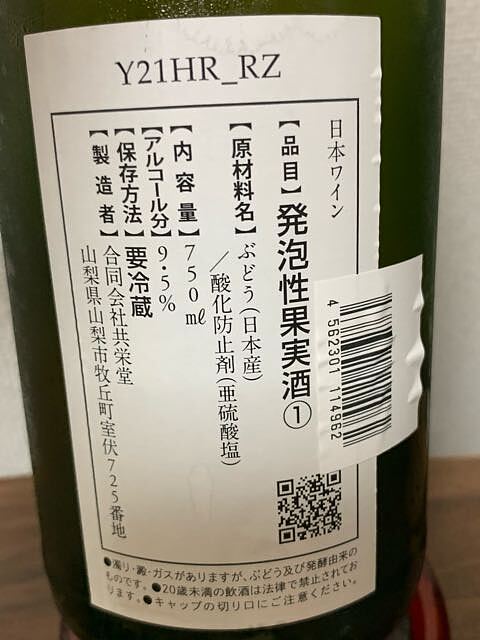 Y21HR_RZ
日本ワイン
【品目】発泡性果実酒①
【原材料名】ぶどう(日本産)
／酸化防止剤(亜硫酸塩)
【内容量】750㎖
【アルコール分】9.5%
【保存方法】要冷蔵
【製造者】合同会社共栄堂
山梨県山梨市牧丘町室伏725番地
4 562301 114962
●濁り・澱・ガスがありますが、ぶどう及び発酵由来の
ものです。●20歳未満の飲酒は法律で禁止されてい
ます。●キャップの切り口にご注意ください。